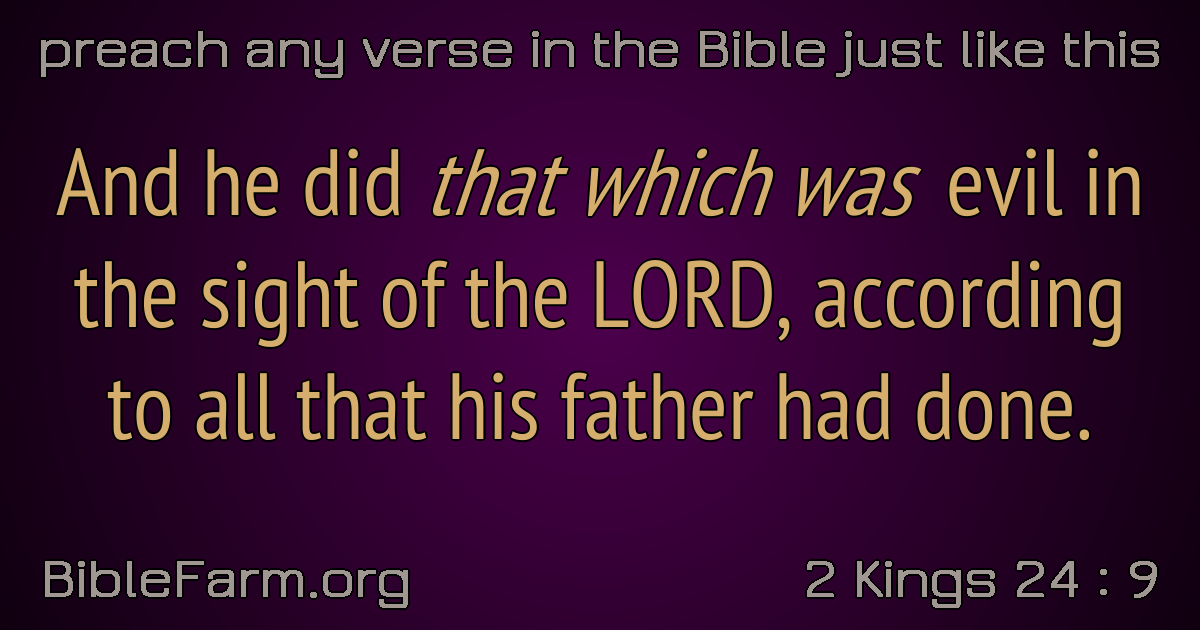 preach any verse in the Bible just like this
And he did that which was evil in
the sight of the LORD, according
to all that his father had done.
BibleFarm.org
2 Kings 24 : 9